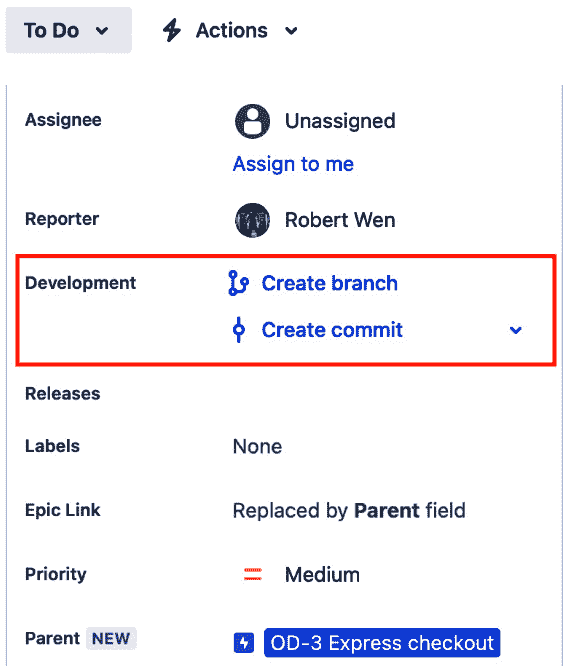 To Do
Actions
Assignee
Unassigned
Assign to me
Reporter
Robert Wen
Development
Create branch
Create commit
Releases
Labels
None
Epic Link
Replaced by Parent field
Priority
Medium
Parent NEW
OD-3 Express checkout